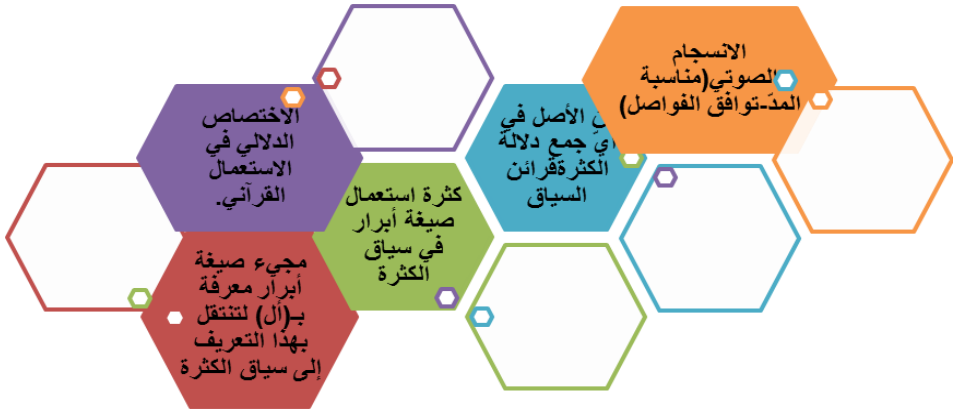 الانسجام
الصوتي(مناسبة
المدّ-توافق الفواصل)
الأصل في
أيّ جمع دلالة
الكثرةقرائن
السياق
كثرة استعمال
صيغة أبرار
في سياق
الكثرة
الاختصاص
الدلالي في
الاستعمال
القرآني.
مجيء صيغة
أبرار معرفة
بـ(أل) لتنتقل
بهذا التعريف
إلى سياق الكثرة